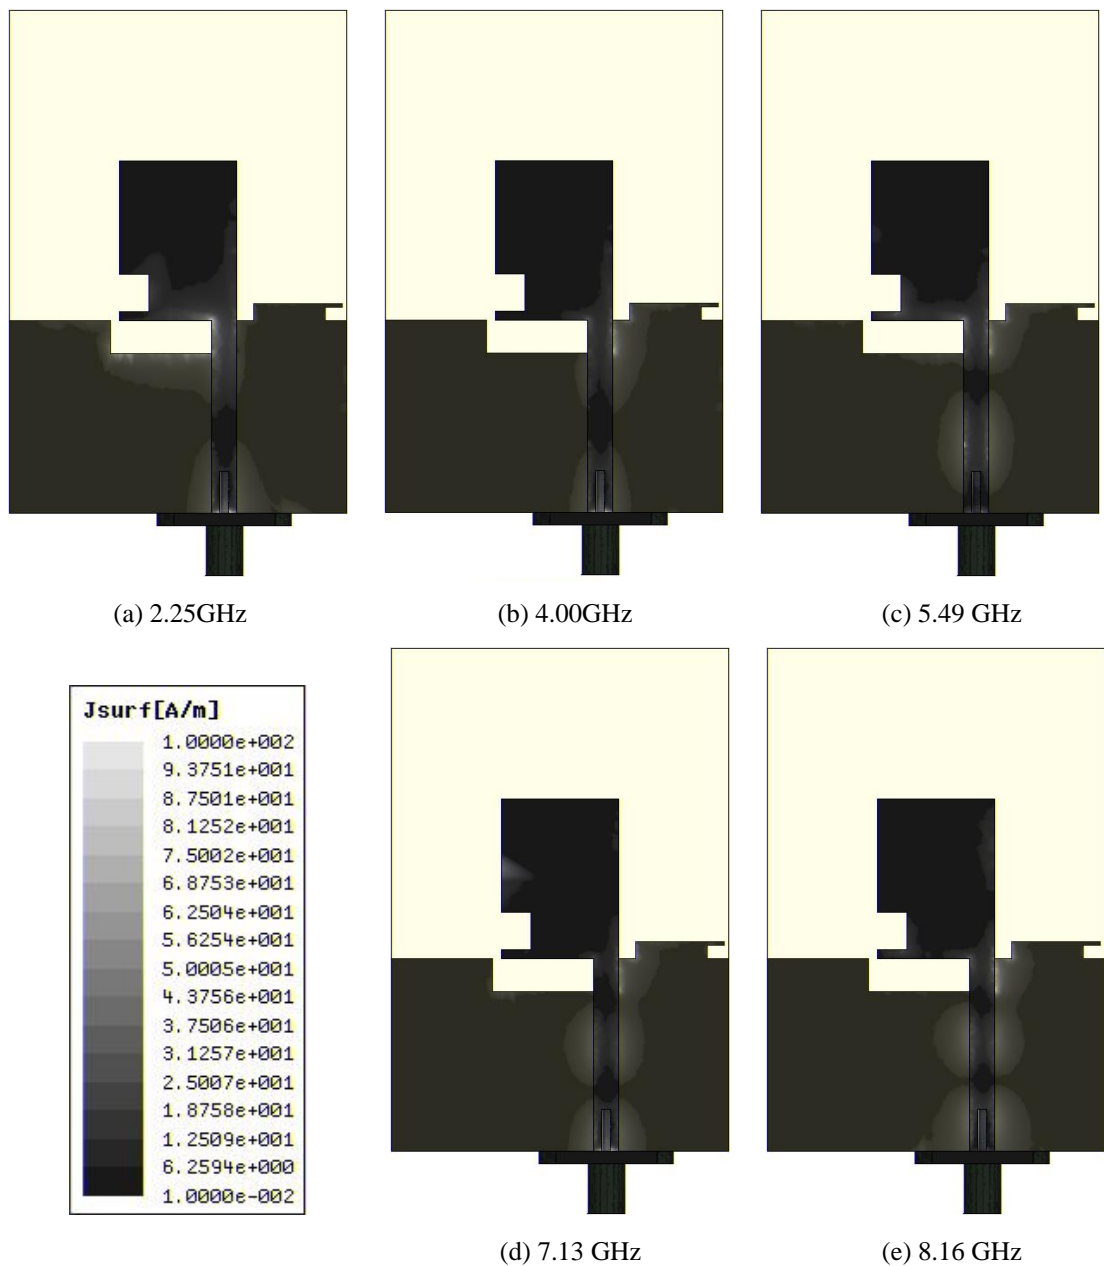 (a) 2.25GHz
(b) 4.00GHz
(c) 5.49 GHz
Jsurf[A/m]
1.0000e+002
9.3751e+001
8.7501e+001
8.1252e+001
7.5002e+001
6.8753e+001
6.2504e+001
5.6254e+001
5.0005e+001
4.3756e+001
3.7506e+001
3.1257e+001
2.5007e+001
1.8758e+001
1.2509e+001
6.2594e+000
1.0000e-002
(d) 7.13 GHz
(e) 8.16 GHz